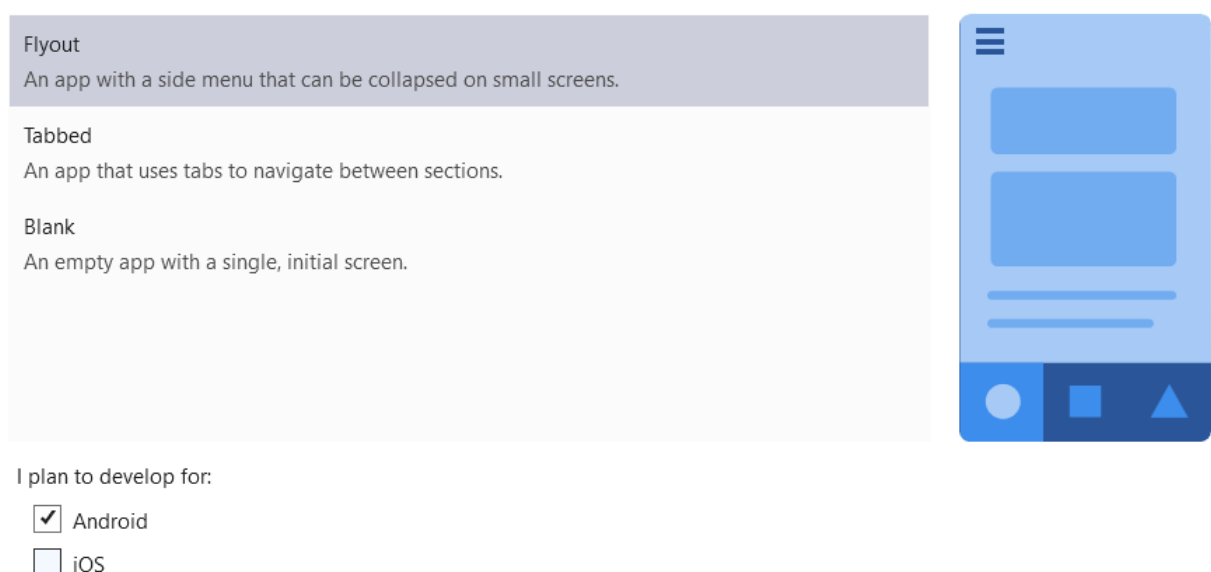 Flyout
An app with a side menu that can be collapsed on small screens.
Tabbed
An app that uses tabs to navigate between sections.
Blank
An empty app with a single, initial screen.
I plan to develop for:
Android
iOS